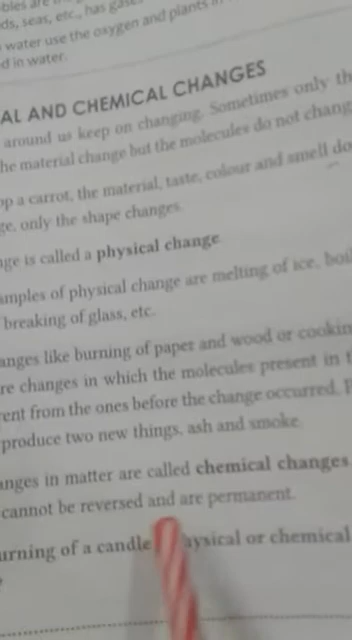 ds, seas, etc., has gase
water use the oxygen and plants
d in water.
AL AND CHEMICAL CHANGES
around us keep on changing. Sometimes only th
he material change but the molecules do not chang
op a carrot, the material, taste, colour and smell do
ge, only the shape changes.
nge is called a physical change
amples of physical change are melting of ice, boil
breaking of glass, etc.
anges like burning of paper and wood or cookin
re changes in which the molecules present in t
rent from the ones before the change occurred. F
produce two new things, ash and smoke.
anges in matter are called chemical changes.
cannot be reversed and are permanent.
urning of a candle physical or chemical